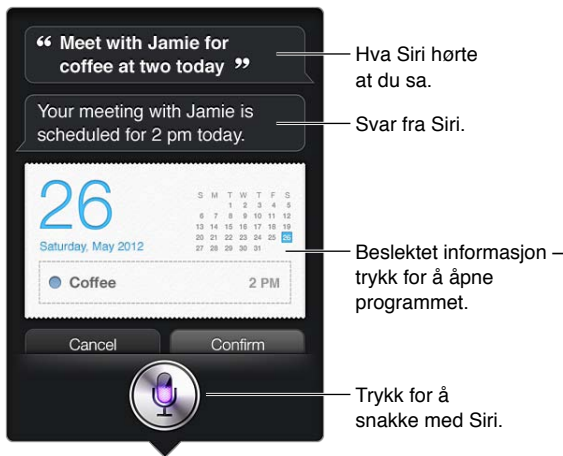 “ Meet with Jamie for
coffee at two today ”
Hva Siri hørte
at du sa.
Your meeting with Jamie is
scheduled for 2 pm today.
Svar fra Siri.
26
Saturday, May 2012
S M T W T F S
1 2 3 4 5
6 7 8 9 10 11 12
13 14 15 16 17 18 19
20 21 22 23 24 25 26
27 28 29 30 31
Coffee 2 PM
Beslektet informasjon –
trykk for å åpne
programmet.
Cancel Confirm
Trykk for å
snakke med Siri.